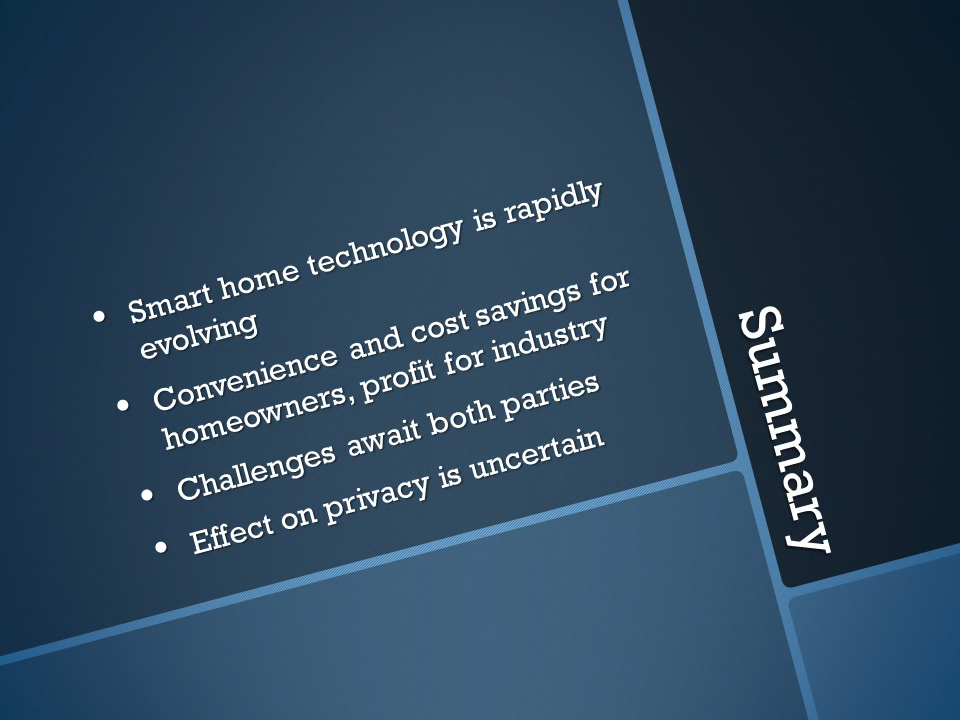 Summary
• Smart home technology is rapidly
evolving
• Convenience and cost savings for
homeowners, profit for industry
• Challenges await both parties
• Effect on privacy is uncertain